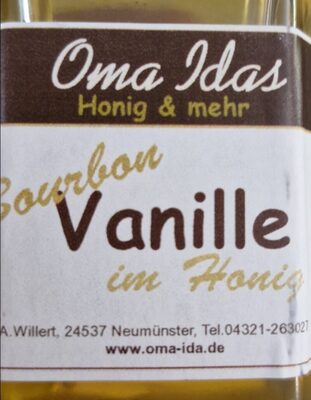 Oma Idas
Honig & mehr
Bourbon
Vanille
im Honig
A.Willert, 24537 Neumünster, Tel.04321-263027
www.oma-ida.de